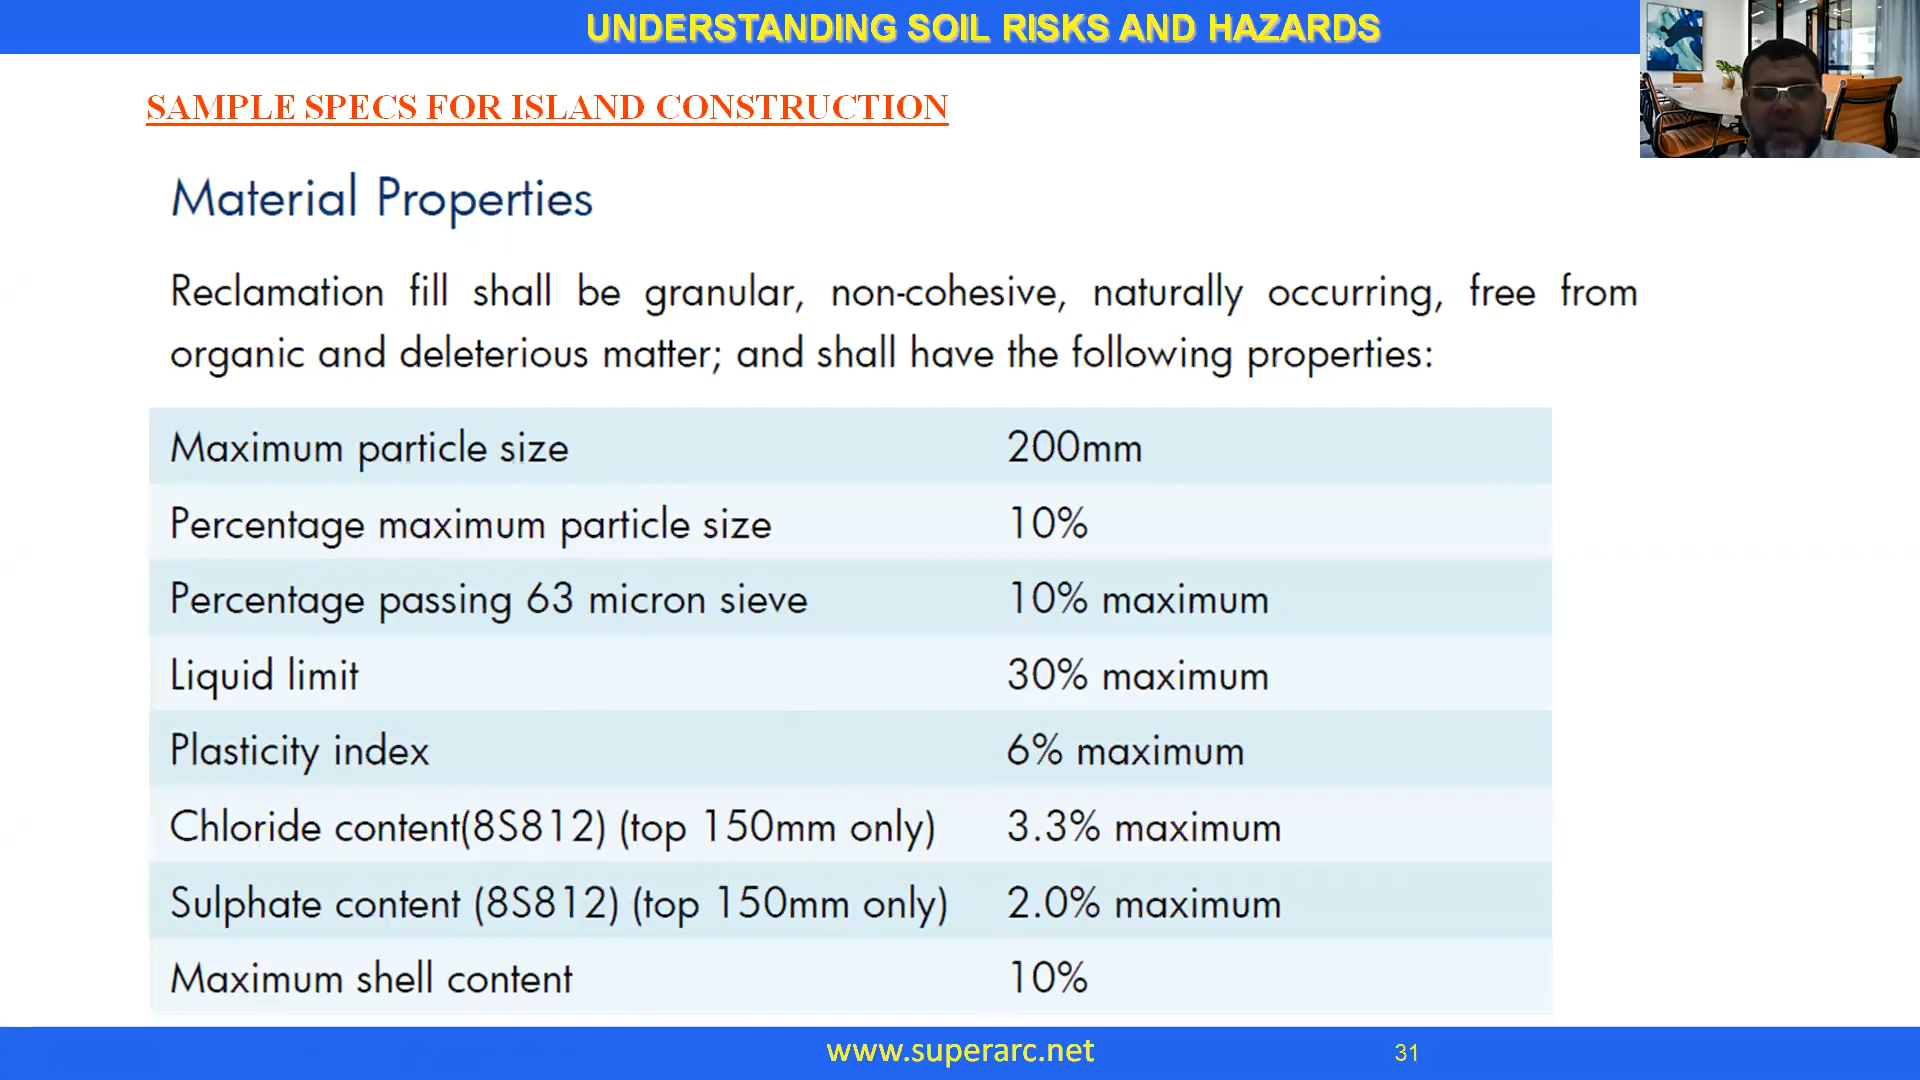 UNDERSTANDING SOIL RISKS AND HAZARDS
SAMPLE SPECS FOR ISLAND CONSTRUCTION
Material Properties
Reclamation fill shall be granular, non-cohesive, naturally occurring, free from
organic and deleterious matter; and shall have the following properties:
Maximum particle size 200mm
Percentage maximum particle size 10%
Percentage passing 63 micron sieve 10% maximum
Liquid limit 30% maximum
Plasticity index 6% maximum
Chloride content(8S812) (top 150mm only) 3.3% maximum
Sulphate content (8S812) (top 150mm only) 2.0% maximum
Maximum shell content 10%
www.superarc.net 31